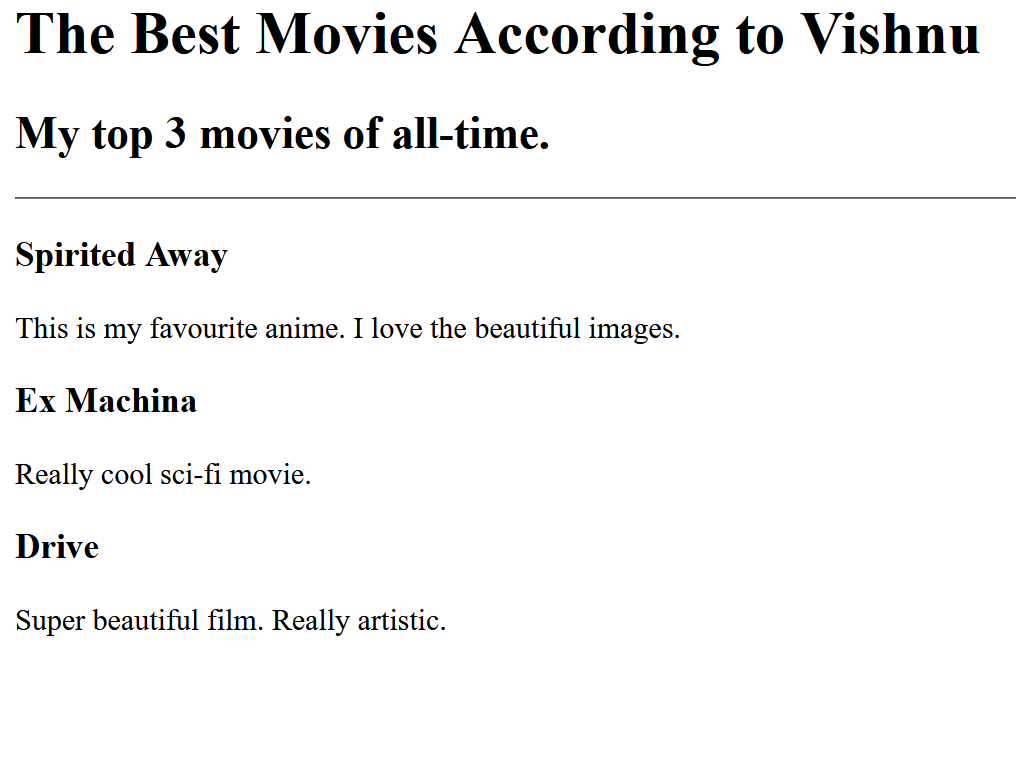 The Best Movies According to Vishnu
My top 3 movies of all-time.
Spirited Away
This is my favourite anime. I love the beautiful images.
Ex Machina
Really cool sci-fi movie.
Drive
Super beautiful film. Really artistic.